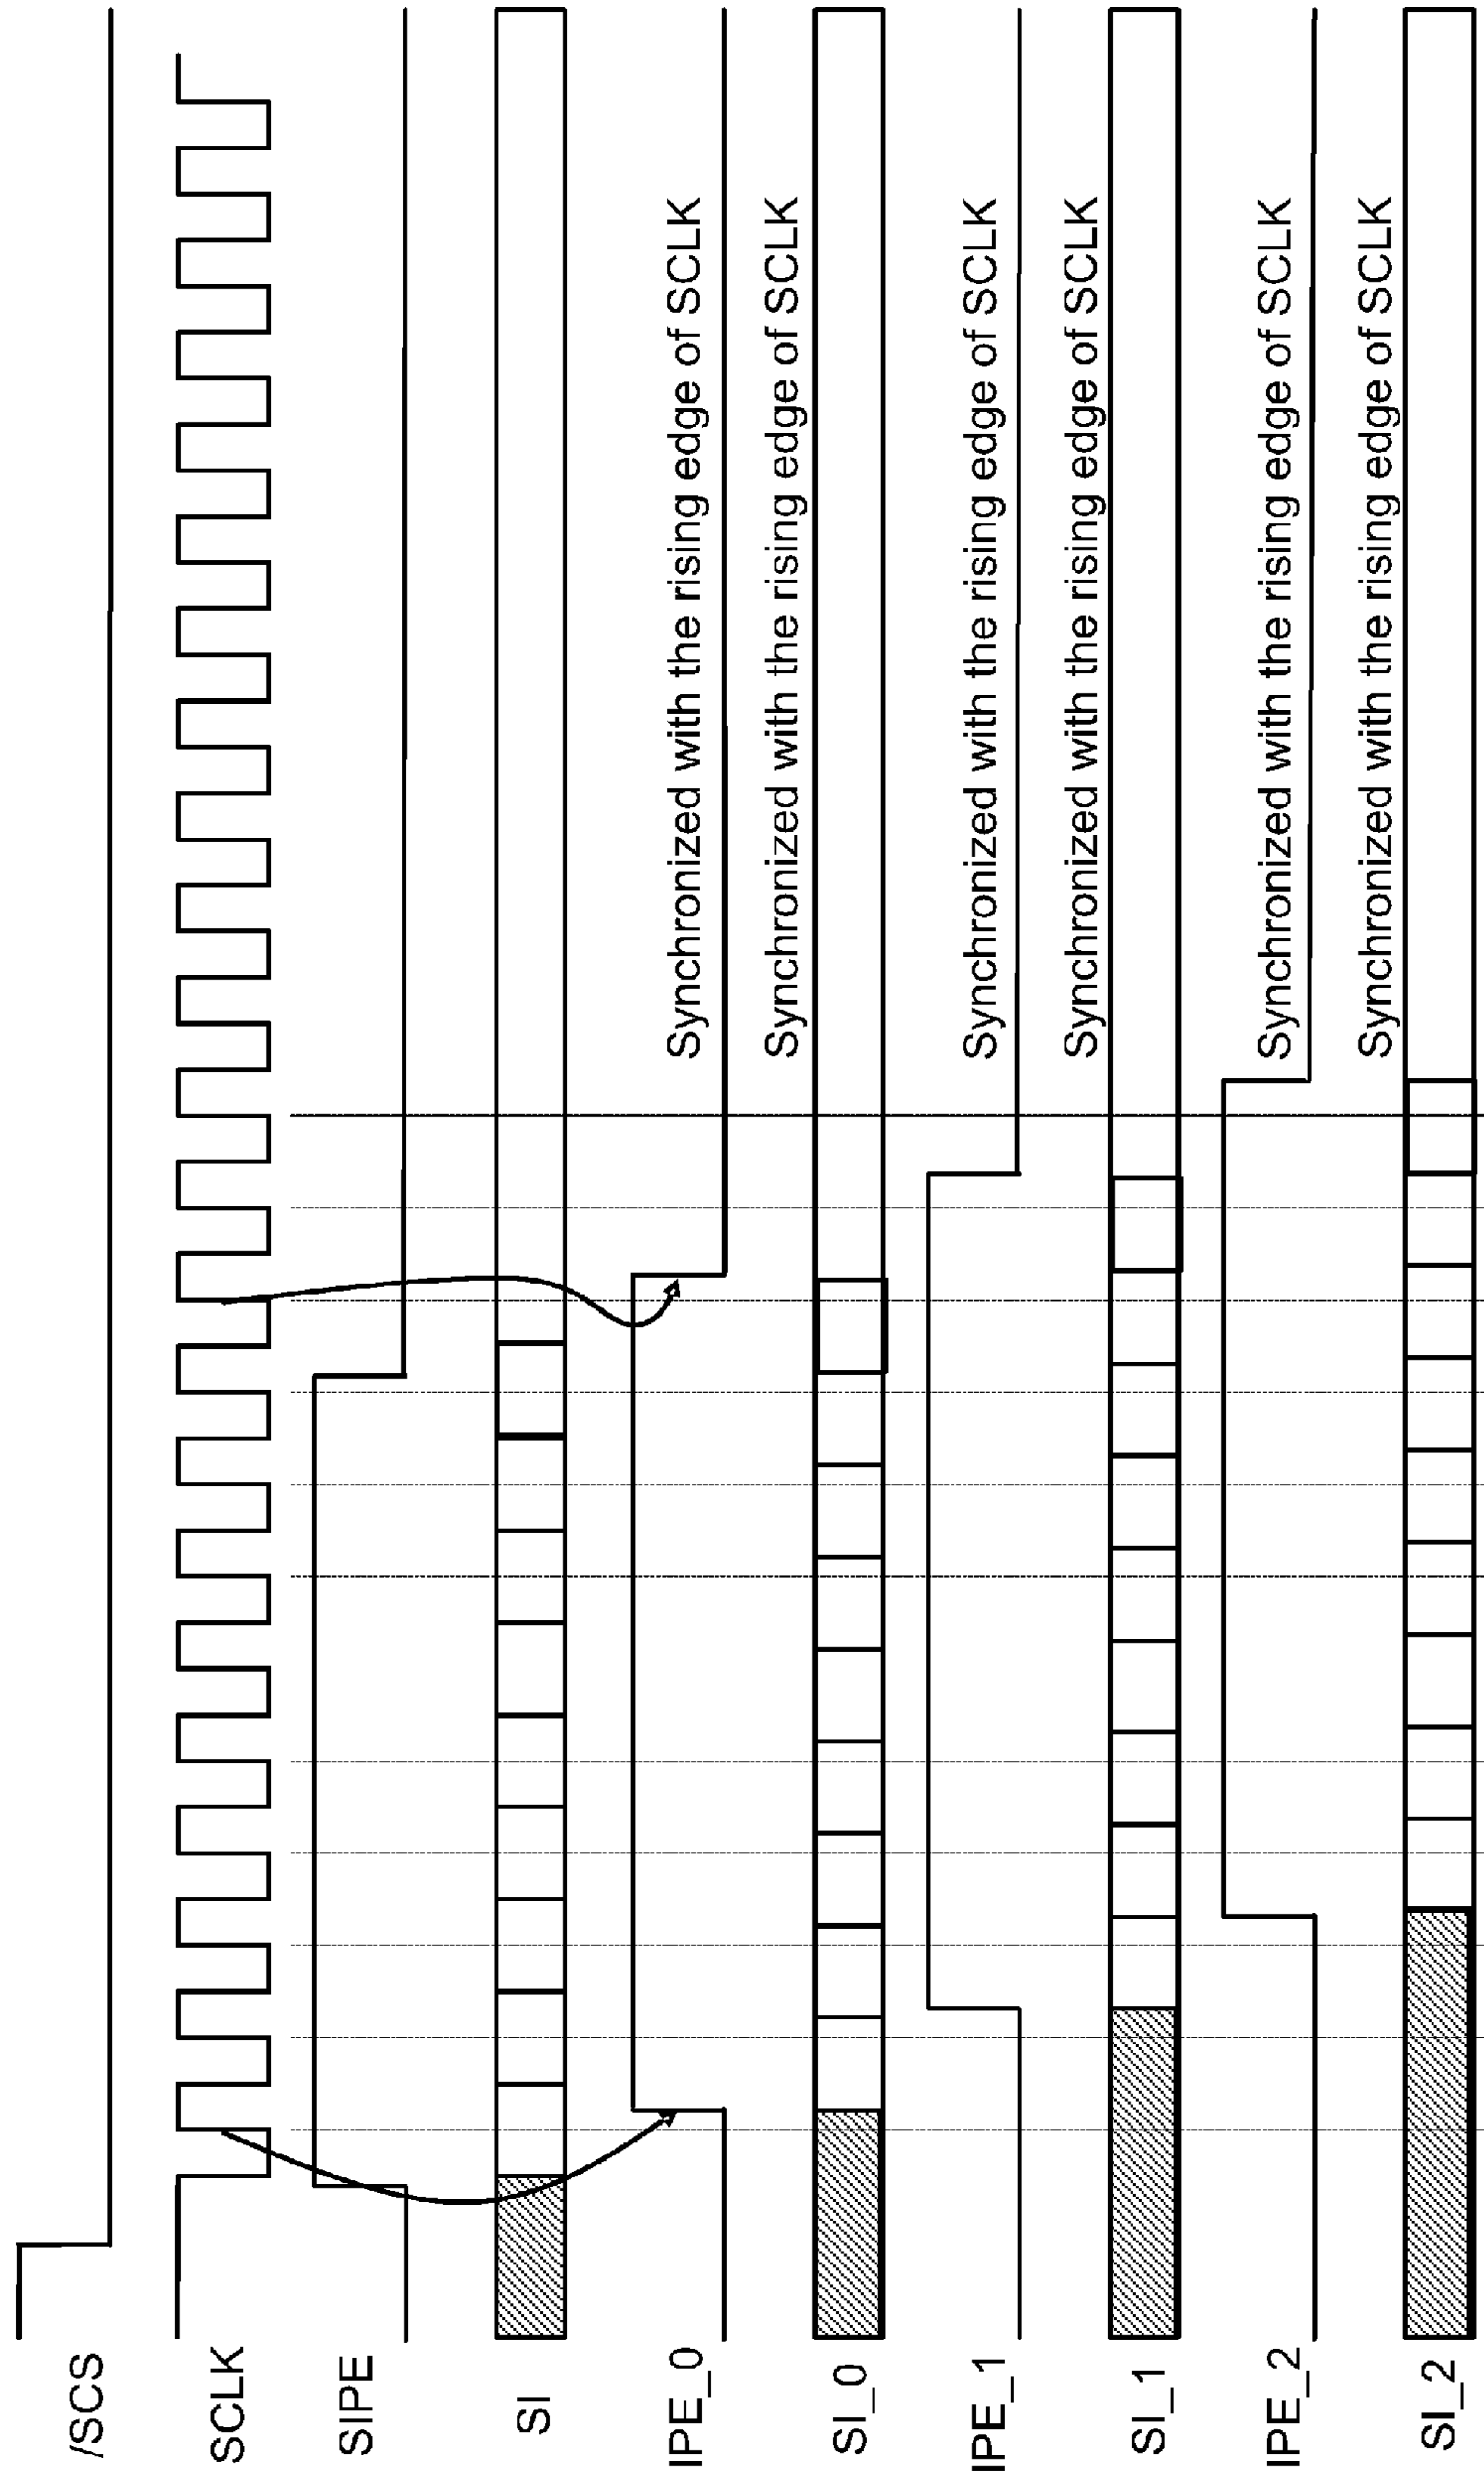 /SCS
SCLK
SIPE
SI
IPE_0
Synchronized with the rising edge of SCLK
SI_0
Synchronized with the rising edge of SCLK
IPE_1
Synchronized with the rising edge of SCLK
SI_1
Synchronized with the rising edge of SCLK
IPE_2
Synchronized with the rising edge of SCLK
SI_2
Synchronized with the rising edge of SCLK